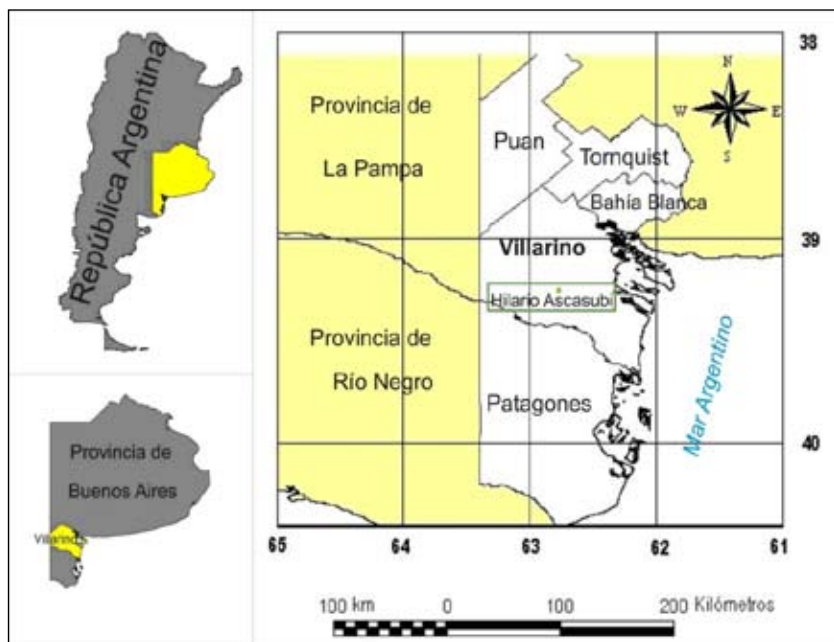 República Argentina
Provincia de
Buenos Aires
Villarino
38
N
W E
S
Provincia de
La Pampa
Puan
Tornquist
Bahía Blanca
39
Villarino
Hilario Ascasubi
Provincia de
Río Negro
Patagones
Mar Argentino
40
65 64 63 62 61
100 km 0 100 200 Kilómetros